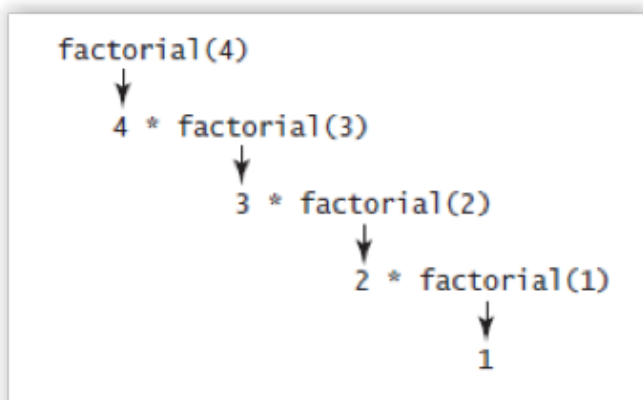 factorial(4)
4 * factorial(3)
3 * factorial(2)
2 * factorial(1)
1